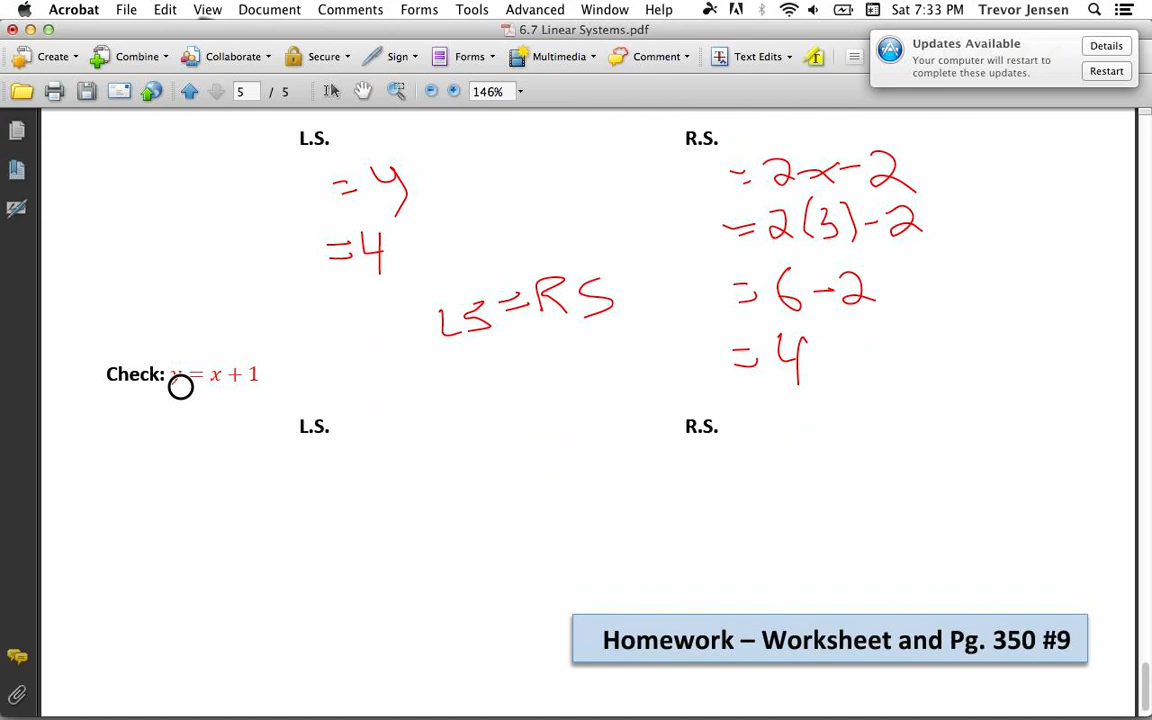 Acrobat File Edit View Window Document Comments Forms Tools Advanced Window Help Sat 7:33 PM Trevor Jensen
6.7 Linear Systems.pdf
Updates Available
Your computer will restart to
complete these updates.
Details
Restart
Create Combine Collaborate Secure Sign Forms Multimedia Comment Text Edits T
5 / 5 146%
L.S. R.S.
= y = 2x - 2
= 4 = 2(3) - 2
LS = RS = 6 - 2
= 4
Check: y = x + 1
L.S. R.S.
Homework – Worksheet and Pg. 350 #9